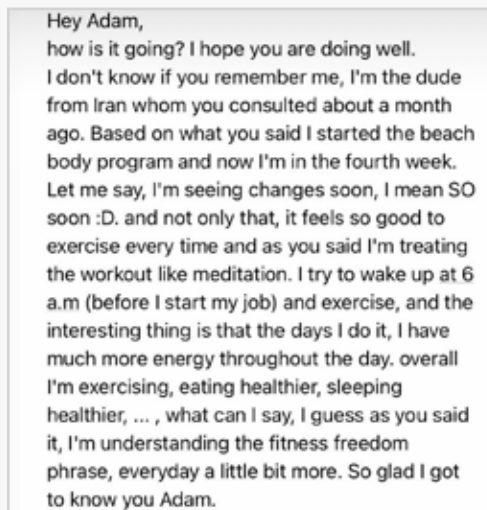 Hey Adam,
how is it going? I hope you are doing well.
I don't know if you remember me, I'm the dude
from Iran whom you consulted about a month
ago. Based on what you said I started the beach
body program and now I'm in the fourth week.
Let me say, I'm seeing changes soon, I mean SO
soon :D. and not only that, it feels so good to
exercise every time and as you said I'm treating
the workout like meditation. I try to wake up at 6
a.m (before I start my job) and exercise, and the
interesting thing is that the days I do it, I have
much more energy throughout the day. overall
I'm exercising, eating healthier, sleeping
healthier, ... , what can I say, I guess as you said
it, I'm understanding the fitness freedom
phrase, everyday a little bit more. So glad I got
to know you Adam.